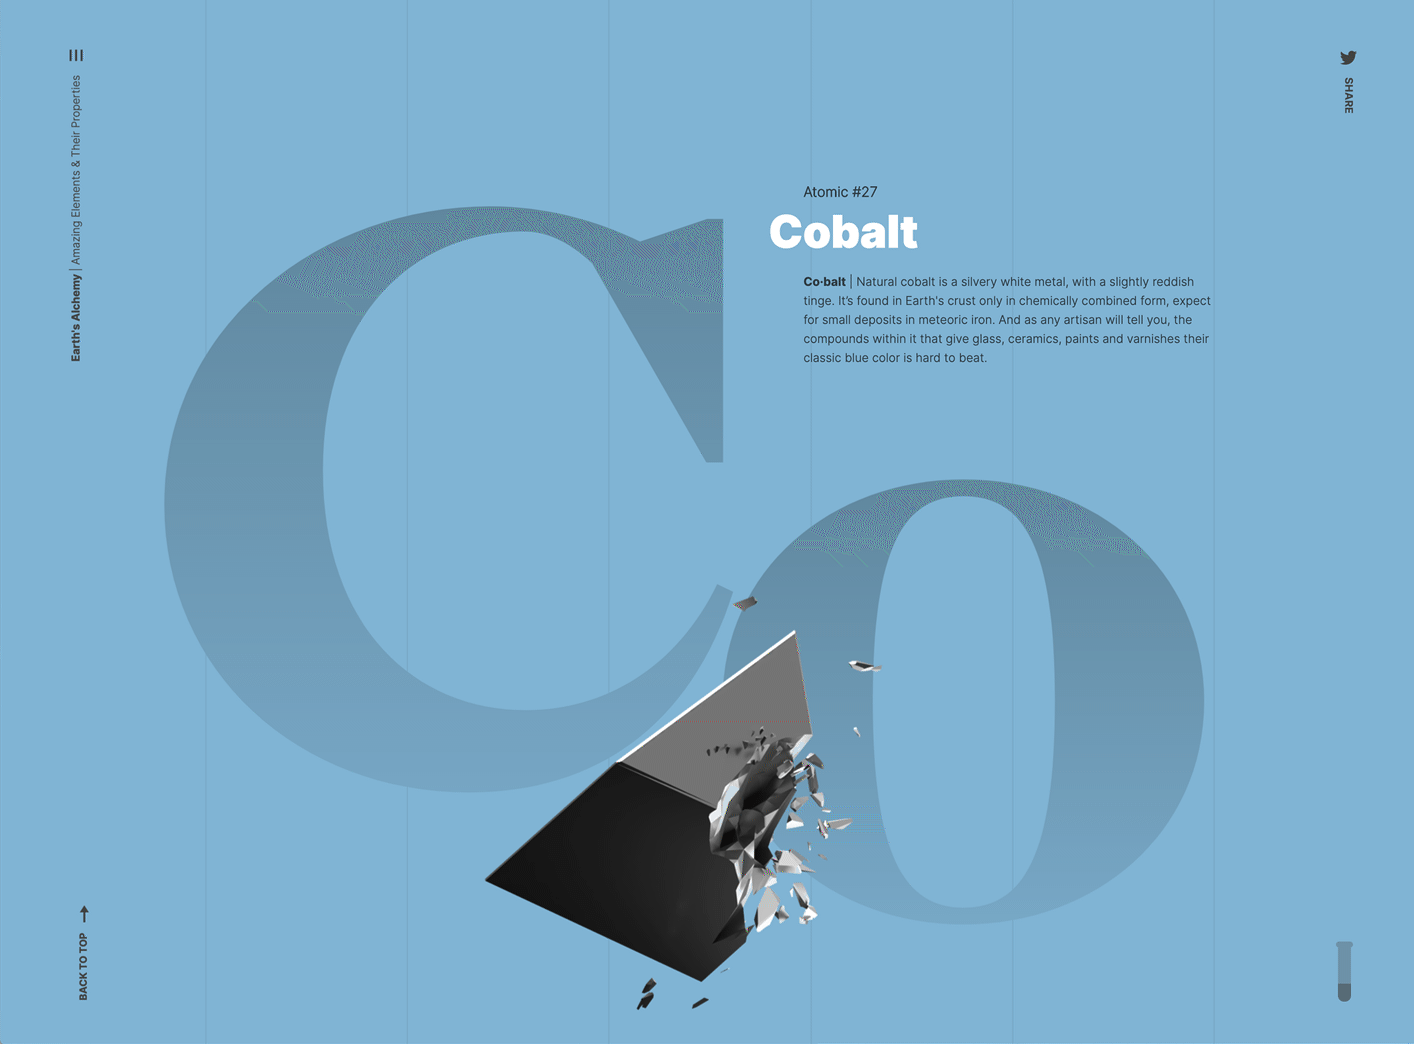 Earth's Alchemy | Amazing Elements & Their Properties
SHARE
Atomic #27
Cobalt
Co·balt | Natural cobalt is a silvery white metal, with a slightly reddish
tinge. It's found in Earth's crust only in chemically combined form, expect
for small deposits in meteoric iron. And as any artisan will tell you, the
compounds within it that give glass, ceramics, paints and varnishes their
classic blue color is hard to beat.
Co
BACK TO TOP